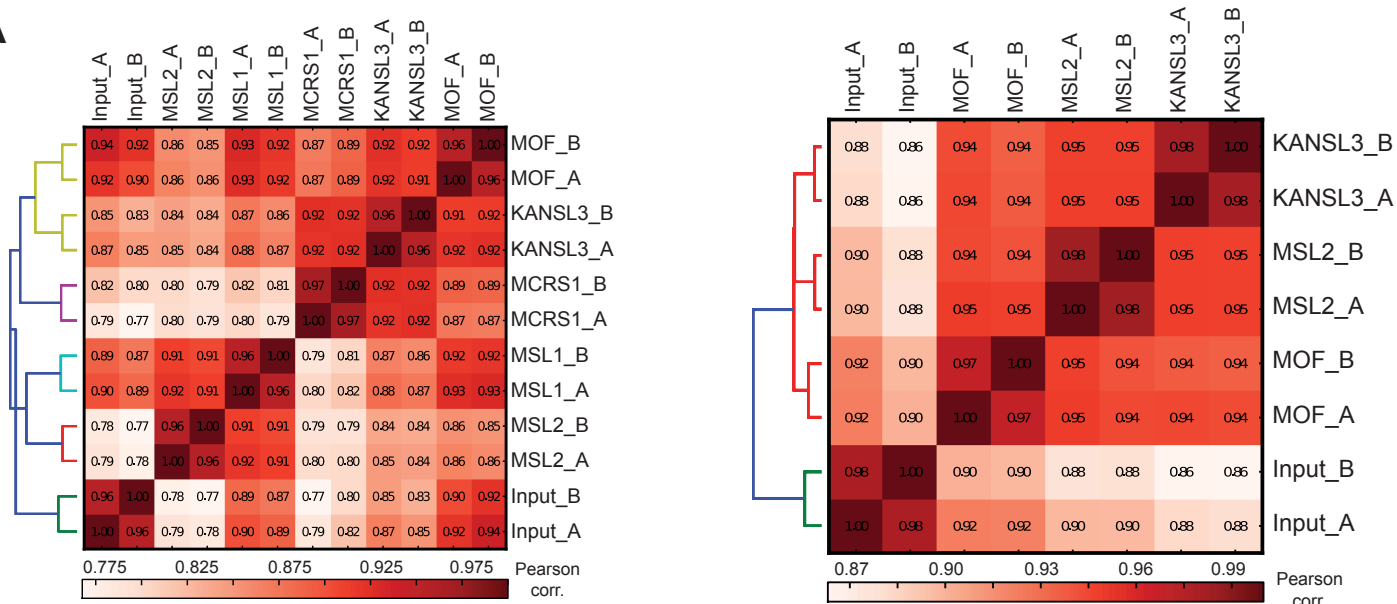 A
Input_A Input_B MSL2_A MSL2_B MSL1_A MSL1_B MCRS1_A MCRS1_B KANSL3_A KANSL3_B MOF_A MOF_B
0.94 0.92 0.86 0.85 0.93 0.92 0.87 0.89 0.92 0.92 0.96 1.00 MOF_B
0.92 0.90 0.86 0.86 0.93 0.92 0.87 0.89 0.92 0.91 1.00 0.96 MOF_A
0.85 0.83 0.84 0.84 0.87 0.86 0.92 0.92 0.96 1.00 0.91 0.92 KANSL3_B
0.87 0.85 0.85 0.84 0.88 0.87 0.92 0.92 1.00 0.96 0.92 0.92 KANSL3_A
0.82 0.80 0.80 0.79 0.82 0.81 0.97 1.00 0.92 0.92 0.89 0.89 MCRS1_B
0.79 0.77 0.80 0.79 0.80 0.79 1.00 0.97 0.92 0.92 0.87 0.87 MCRS1_A
0.89 0.87 0.91 0.91 0.96 1.00 0.79 0.81 0.87 0.86 0.92 0.92 MSL1_B
0.90 0.89 0.92 0.91 1.00 0.96 0.80 0.82 0.88 0.87 0.93 0.93 MSL1_A
0.78 0.77 0.96 1.00 0.91 0.91 0.79 0.79 0.84 0.84 0.86 0.85 MSL2_B
0.79 0.78 1.00 0.96 0.92 0.91 0.80 0.80 0.85 0.84 0.86 0.86 MSL2_A
0.96 1.00 0.78 0.77 0.89 0.87 0.77 0.80 0.85 0.83 0.90 0.92 Input_B
1.00 0.96 0.79 0.78 0.90 0.89 0.79 0.82 0.87 0.85 0.92 0.94 Input_A
0.775 0.825 0.875 0.925 0.975 Pearson
corr.
Input_A Input_B MOF_A MOF_B MSL2_A MSL2_B KANSL3_A KANSL3_B
0.88 0.86 0.94 0.94 0.95 0.95 0.98 1.00 KANSL3_B
0.88 0.86 0.94 0.94 0.95 0.95 1.00 0.98 KANSL3_A
0.90 0.88 0.94 0.94 0.98 1.00 0.95 0.95 MSL2_B
0.90 0.88 0.95 0.95 1.00 0.98 0.95 0.95 MSL2_A
0.92 0.90 0.97 1.00 0.95 0.94 0.94 0.94 MOF_B
0.92 0.90 1.00 0.97 0.95 0.94 0.94 0.94 MOF_A
0.98 1.00 0.90 0.90 0.88 0.88 0.86 0.86 Input_B
1.00 0.98 0.92 0.92 0.90 0.90 0.88 0.88 Input_A
0.87 0.90 0.93 0.96 0.99 Pearson
corr.